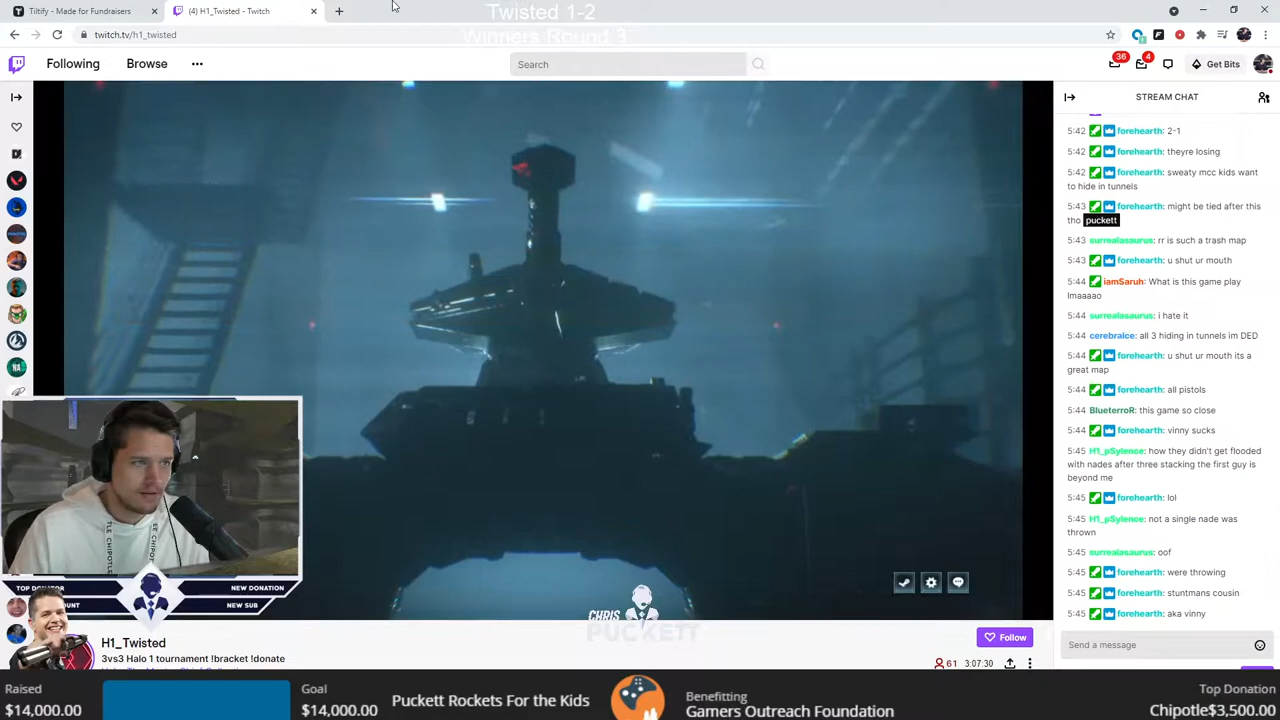 Tiltify - Made for Fundraisers
(4) H1_Twisted - Twitch
Twisted 1-2
Winners Round 3
twitch.tv/h1_twisted
Following
Browse
Search
36
4
Get Bits
STREAM CHAT
5:42 forehearth: 2-1
5:42 forehearth: theyre losing
5:42 forehearth: sweaty mcc kids want
to hide in tunnels
5:43 forehearth: might be tied after this
tho puckett
5:43 surrealasaurus: rr is such a trash map
5:43 forehearth: u shut ur mouth
5:44 iamSaruh: What is this game play
lmaaaao
5:44 surrealasaurus: i hate it
5:44 cerebralce: all 3 hiding in tunnels im DED
5:44 forehearth: u shut ur mouth its a
great map
5:44 forehearth: all pistols
5:44 BlueterroR: this game so close
5:44 forehearth: vinny sucks
5:45 H1_pSylence: how they didn't get flooded
with nades after three stacking the first guy is
beyond me
5:45 forehearth: lol
5:45 H1_pSylence: not a single nade was
thrown
5:45 surrealasaurus: oof
5:45 forehearth: were throwing
5:45 forehearth: stuntmans cousin
5:45 forehearth: aka vinny
Send a message
CHIPOTLE
TOP DONATOR
NEW DONATION
NEW SUB
CHRIS
PUCKETT
H1_Twisted
3vs3 Halo 1 tournament !bracket !donate
Follow
61
3:07:30
Raised
$14,000.00
Goal
$14,000.00
Puckett Rockets For the Kids
Benefitting
Gamers Outreach Foundation
Top Donation
Chipotle$3,500.00